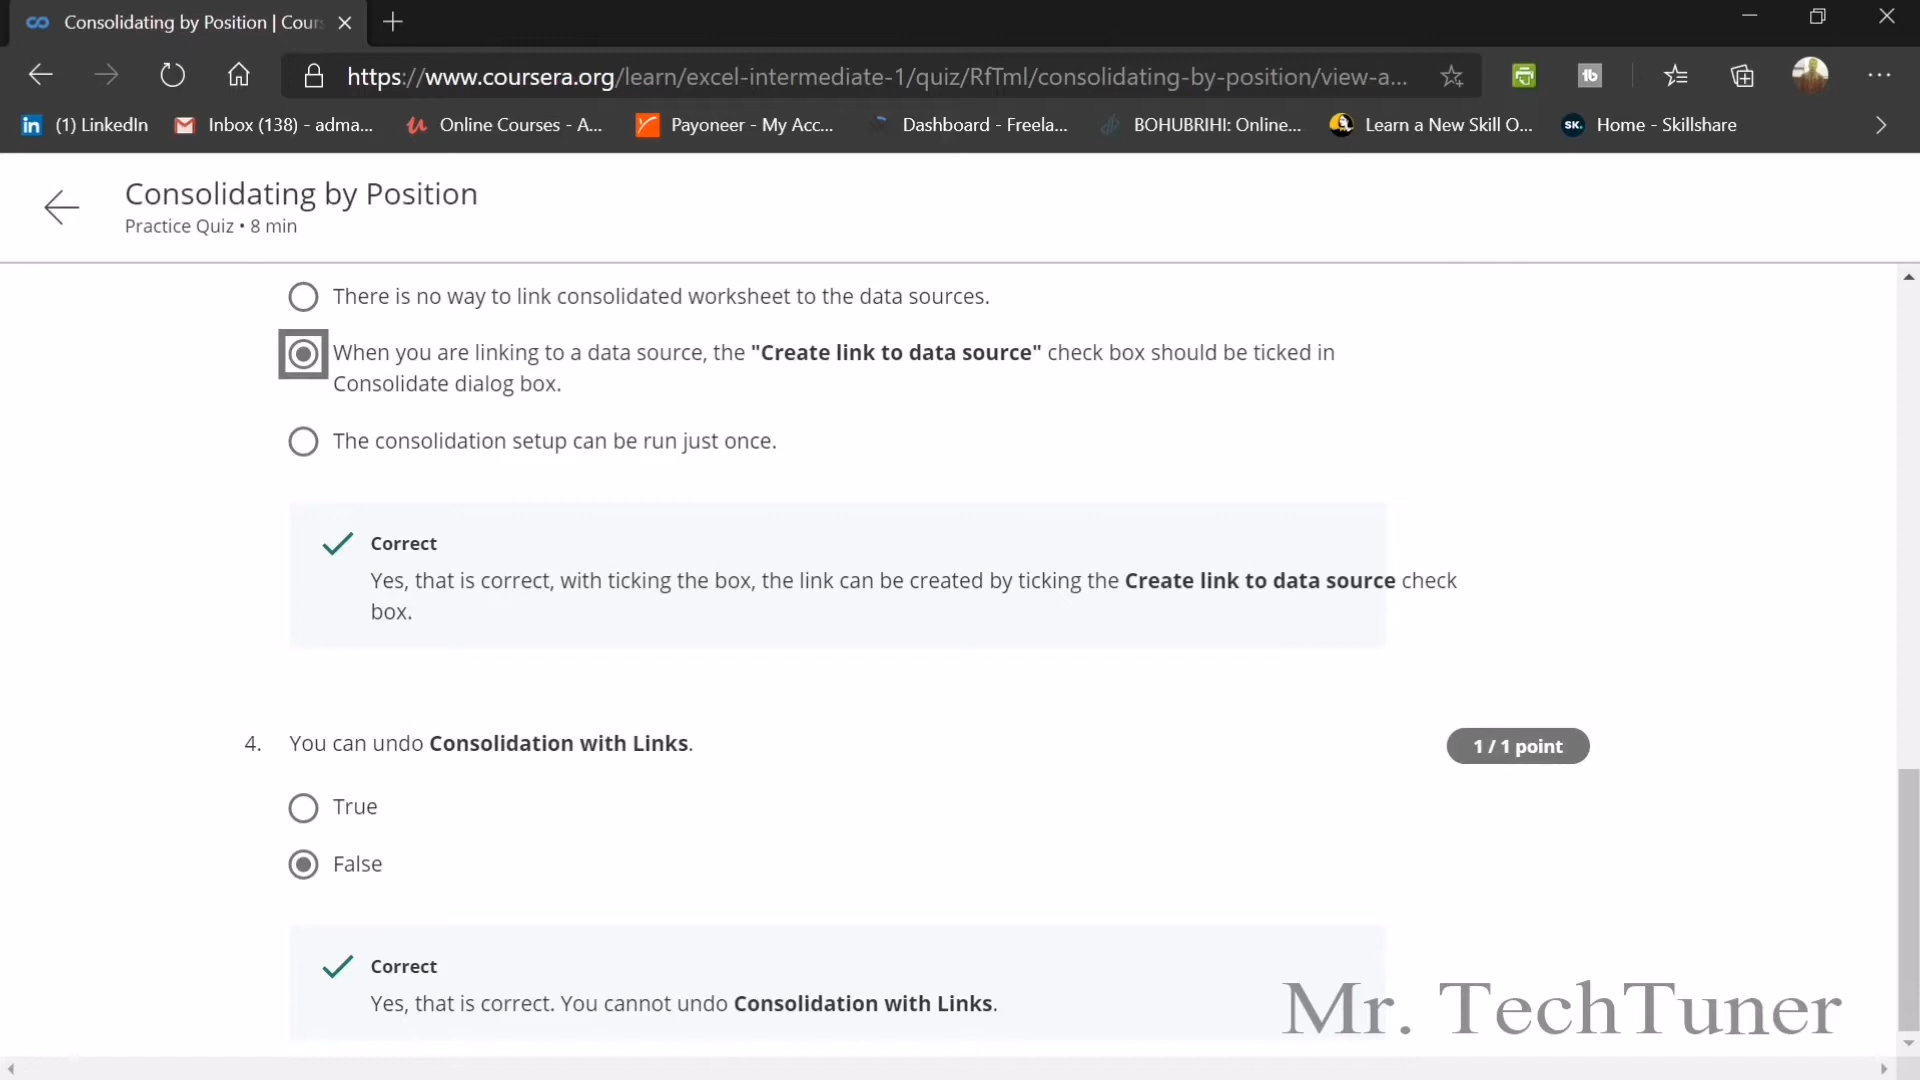 Consolidating by Position | Cour
https://www.coursera.org/learn/excel-intermediate-1/quiz/RfTml/consolidating-by-position/view-a...
(1) LinkedIn Inbox (138) - adma... Online Courses - A... Payoneer - My Acc... Dashboard - Freela... BOHUBRIHI: Online... Learn a New Skill O... SK. Home - Skillshare
Consolidating by Position
Practice Quiz • 8 min
There is no way to link consolidated worksheet to the data sources.
When you are linking to a data source, the "Create link to data source" check box should be ticked in
Consolidate dialog box.
The consolidation setup can be run just once.
Correct
Yes, that is correct, with ticking the box, the link can be created by ticking the Create link to data source check
box.
4. You can undo Consolidation with Links.
1 / 1 point
True
False
Correct
Yes, that is correct. You cannot undo Consolidation with Links.
Mr. TechTuner